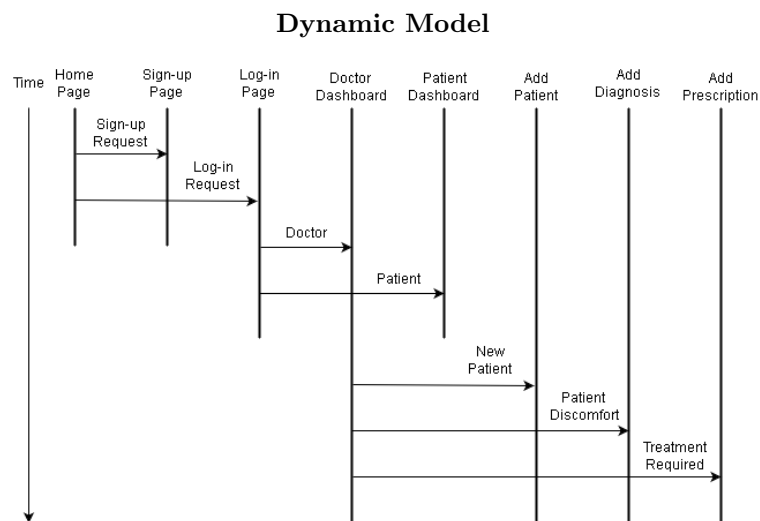 Dynamic Model
Time
Home
Page
Sign-up
Page
Log-in
Page
Doctor
Dashboard
Patient
Dashboard
Add
Patient
Add
Diagnosis
Add
Prescription
Sign-up
Request
Log-in
Request
Doctor
Patient
New
Patient
Patient
Discomfort
Treatment
Required